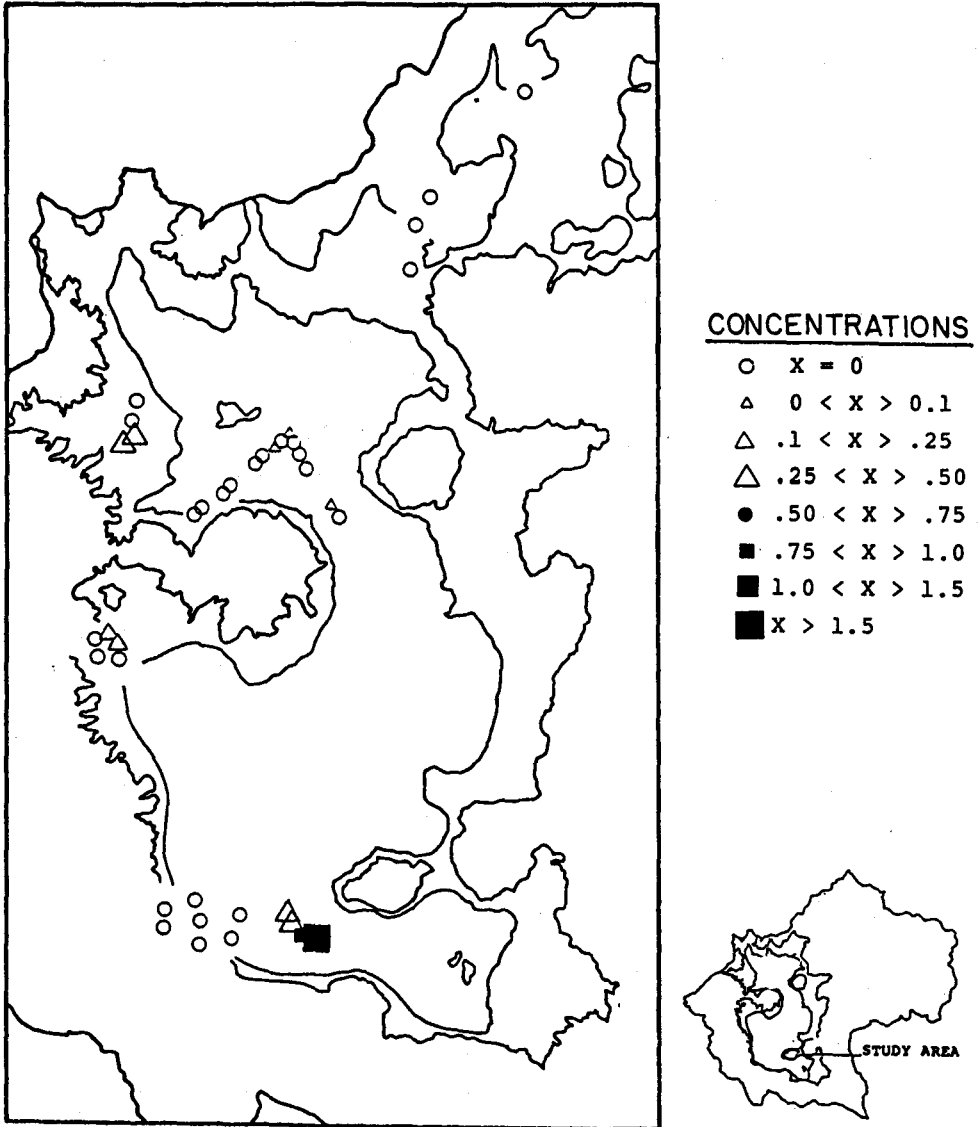 CONCENTRATIONS
X = 0
0 < X > 0.1
.1 < X > .25
.25 < X > .50
.50 < X > .75
.75 < X > 1.0
1.0 < X > 1.5
X > 1.5
STUDY AREA